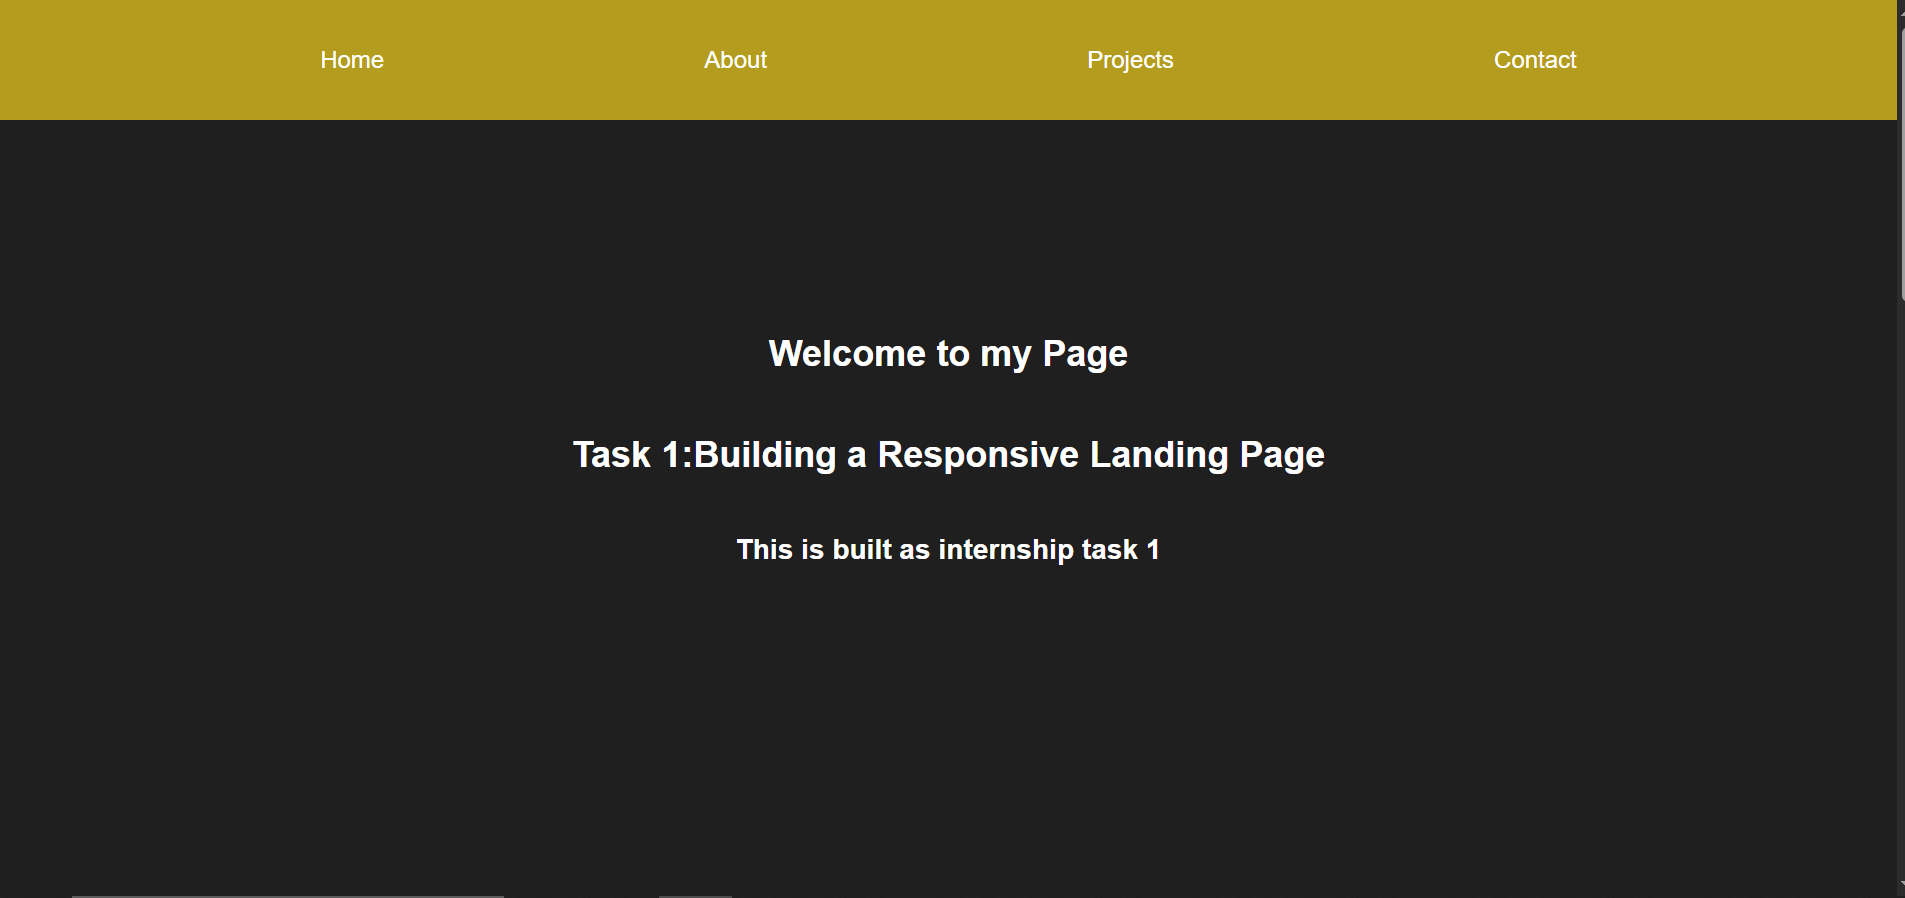 Home About Projects Contact
Welcome to my Page
Task 1:Building a Responsive Landing Page
This is built as internship task 1